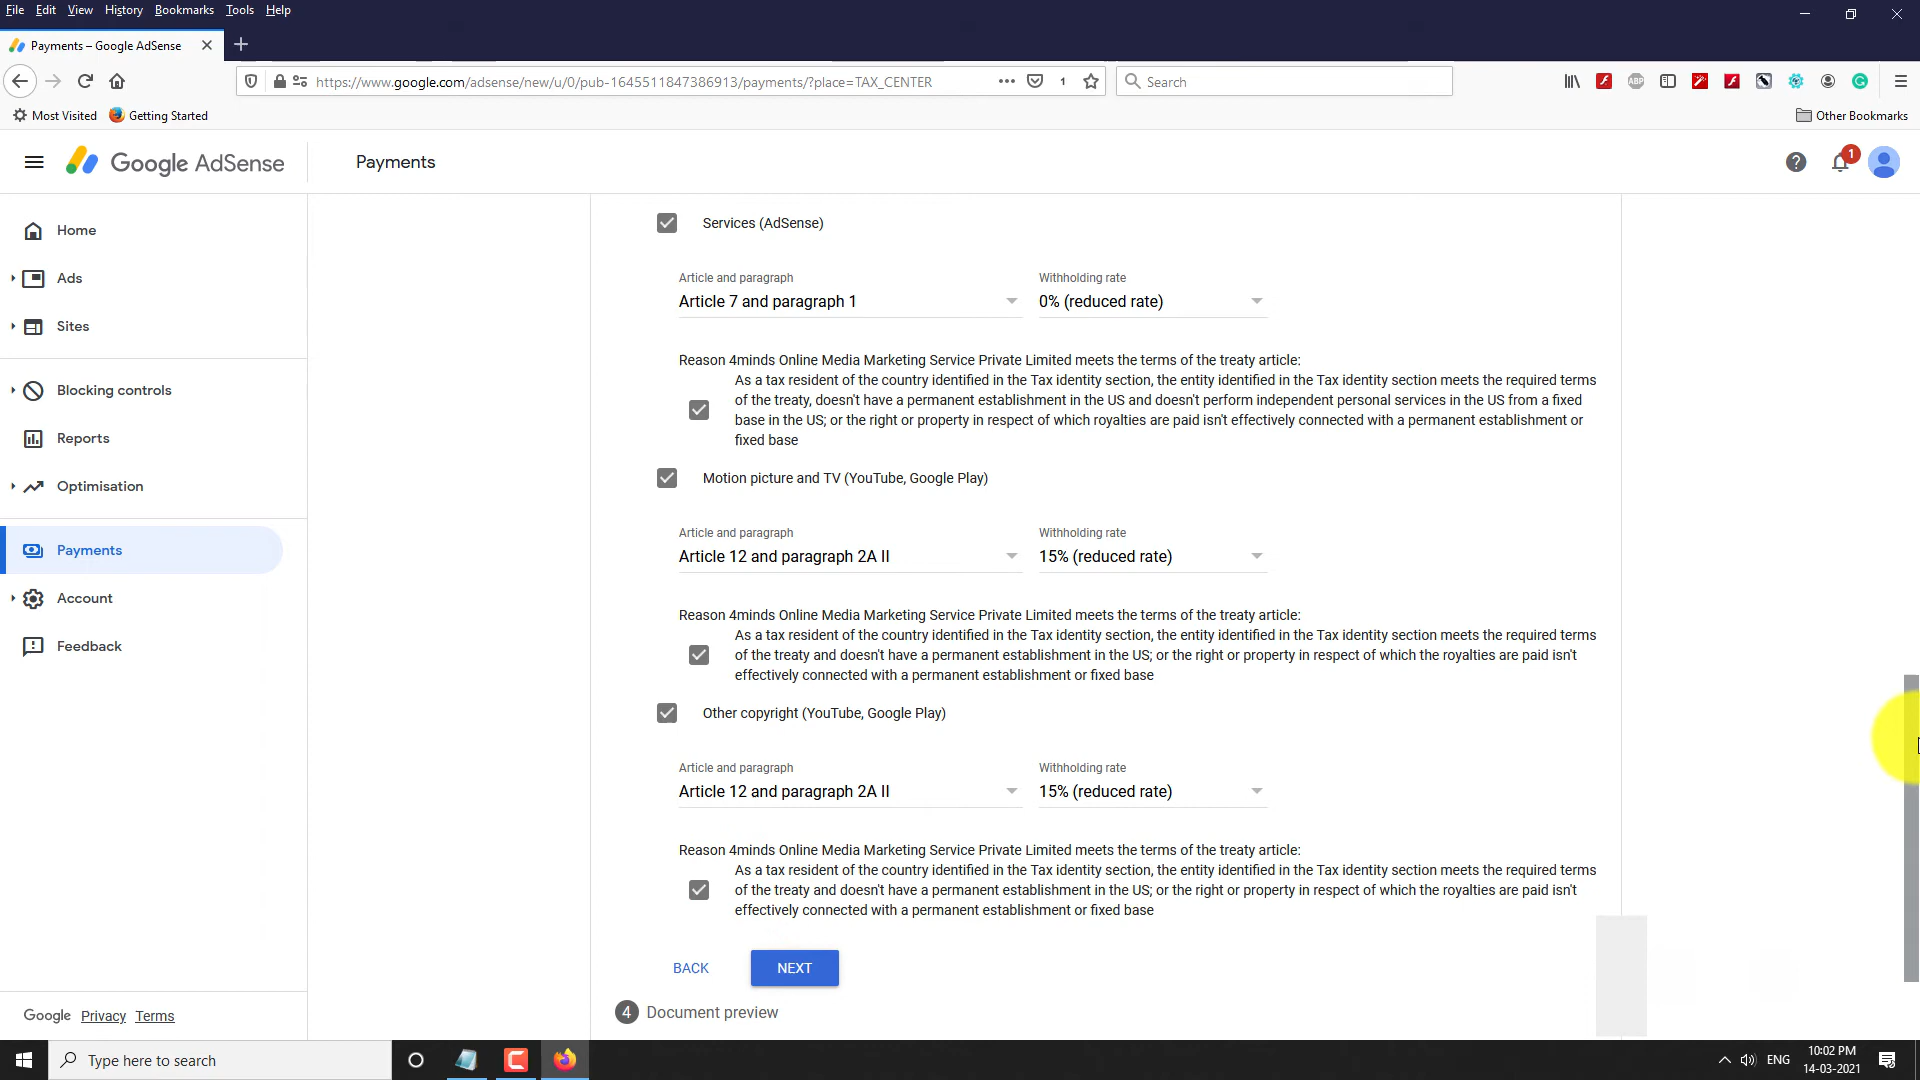 File Edit View History Bookmarks Tools Help
Payments – Google AdSense
https://www.google.com/adsense/new/u/0/pub-1645511847386913/payments/?place=TAX_CENTER
1
Search
ABP
Most Visited
Getting Started
Other Bookmarks
Google AdSense
Payments
1
Home
Ads
Sites
Blocking controls
Reports
Optimisation
Payments
Account
Feedback
Google Privacy Terms
Services (AdSense)
Article and paragraph
Withholding rate
Article 7 and paragraph 1
0% (reduced rate)
Reason 4minds Online Media Marketing Service Private Limited meets the terms of the treaty article:
As a tax resident of the country identified in the Tax identity section, the entity identified in the Tax identity section meets the required terms
of the treaty, doesn't have a permanent establishment in the US and doesn't perform independent personal services in the US from a fixed
base in the US; or the right or property in respect of which royalties are paid isn't effectively connected with a permanent establishment or
fixed base
Motion picture and TV (YouTube, Google Play)
Article and paragraph
Withholding rate
Article 12 and paragraph 2A II
15% (reduced rate)
Reason 4minds Online Media Marketing Service Private Limited meets the terms of the treaty article:
As a tax resident of the country identified in the Tax identity section, the entity identified in the Tax identity section meets the required terms
of the treaty and doesn't have a permanent establishment in the US; or the right or property in respect of which the royalties are paid isn't
effectively connected with a permanent establishment or fixed base
Other copyright (YouTube, Google Play)
Article and paragraph
Withholding rate
Article 12 and paragraph 2A II
15% (reduced rate)
Reason 4minds Online Media Marketing Service Private Limited meets the terms of the treaty article:
As a tax resident of the country identified in the Tax identity section, the entity identified in the Tax identity section meets the required terms
of the treaty and doesn't have a permanent establishment in the US; or the right or property in respect of which the royalties are paid isn't
effectively connected with a permanent establishment or fixed base
BACK
NEXT
4 Document preview
Type here to search
ENG
10:02 PM
14-03-2021